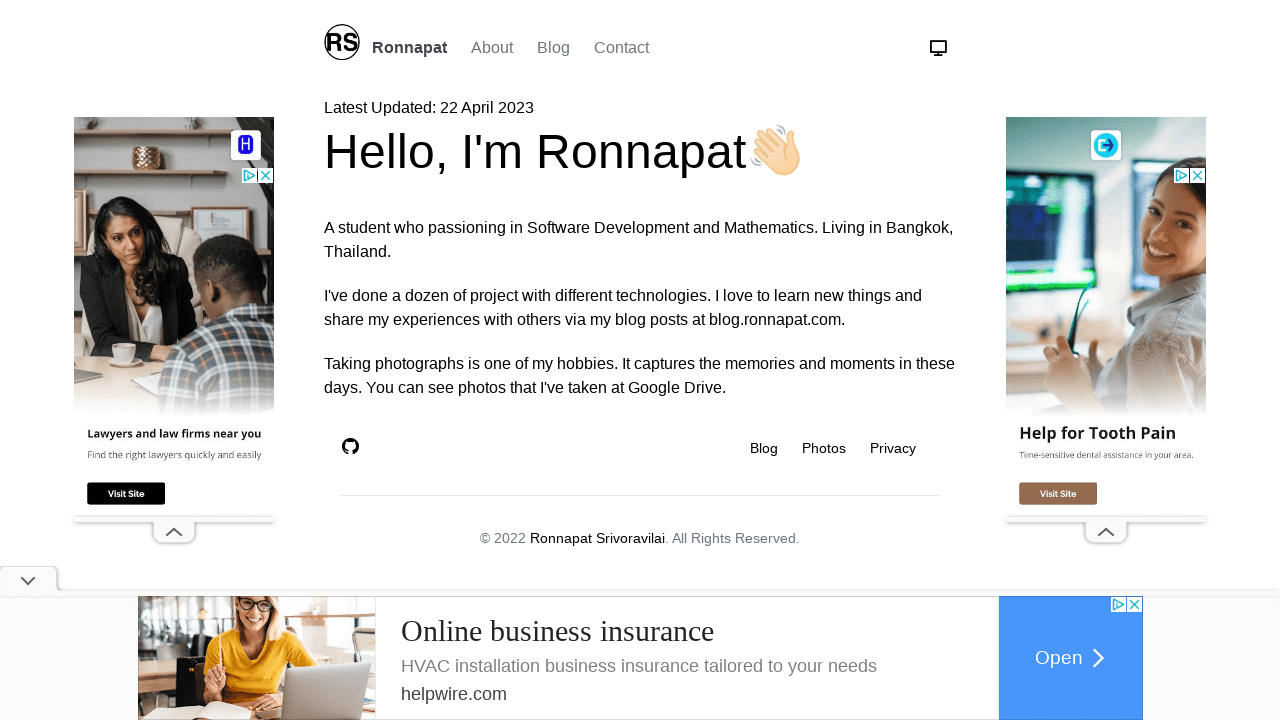 RS
Ronnapat About Blog Contact
Latest Updated: 22 April 2023
Hello, I'm Ronnapat
A student who passioning in Software Development and Mathematics. Living in Bangkok,
Thailand.
I've done a dozen of project with different technologies. I love to learn new things and
share my experiences with others via my blog posts at blog.ronnapat.com.
Taking photographs is one of my hobbies. It captures the memories and moments in these
days. You can see photos that I've taken at Google Drive.
Blog Photos Privacy
© 2022 Ronnapat Srivoravilai. All Rights Reserved.
H
Lawyers and law firms near you
Find the right lawyers quickly and easily
Visit Site
Help for Tooth Pain
Time-sensitive dental assistance in your area.
Visit Site
Online business insurance
HVAC installation business insurance tailored to your needs
helpwire.com
Open